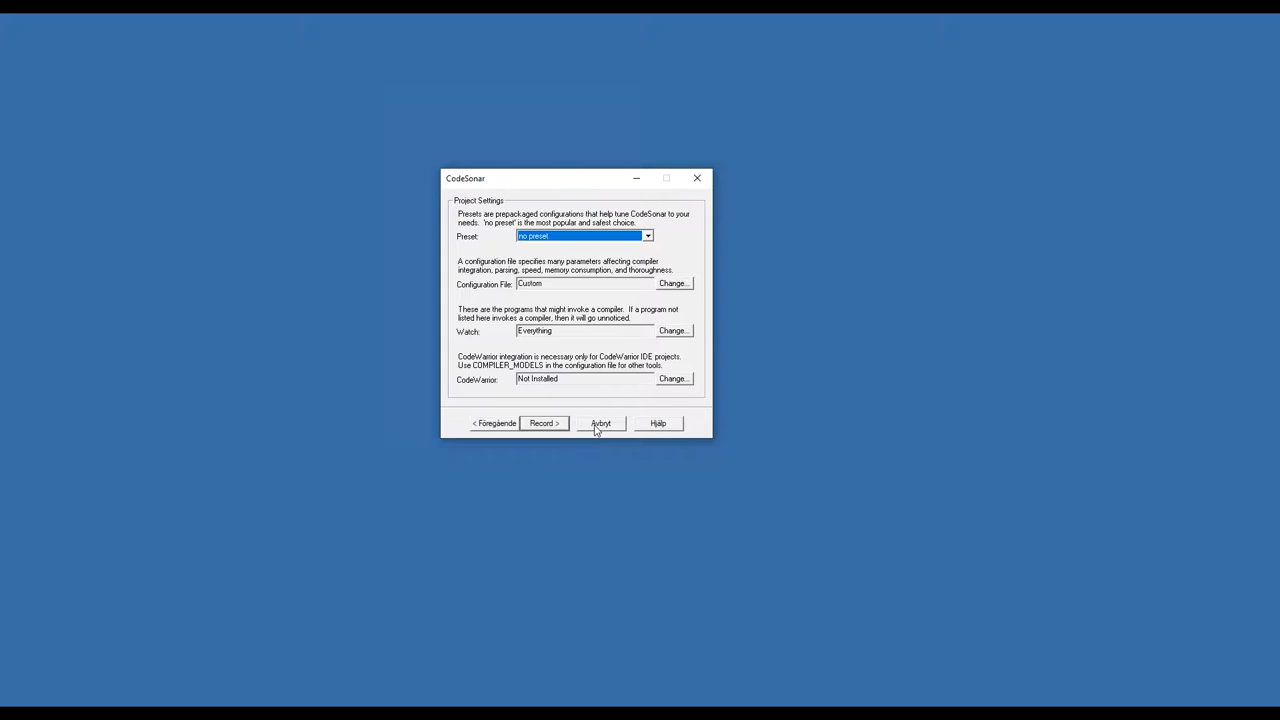 CodeSonar
Project Settings
Presets are prepackaged configurations that help tune CodeSonar to your
needs. 'no preset' is the most popular and safest choice.
Preset: no preset
A configuration file specifies many parameters affecting compiler
integration, parsing, speed, memory consumption, and thoroughness.
Configuration File: Custom Change...
These are the programs that might invoke a compiler. If a program not
listed here invokes a compiler, then it will go unnoticed.
Watch: Everything Change...
CodeWarrior integration is necessary only for CodeWarrior IDE projects.
Use COMPILER_MODELS in the configuration file for other tools.
CodeWarrior: Not Installed Change...
< Föregående Record > Avbryt Hjälp